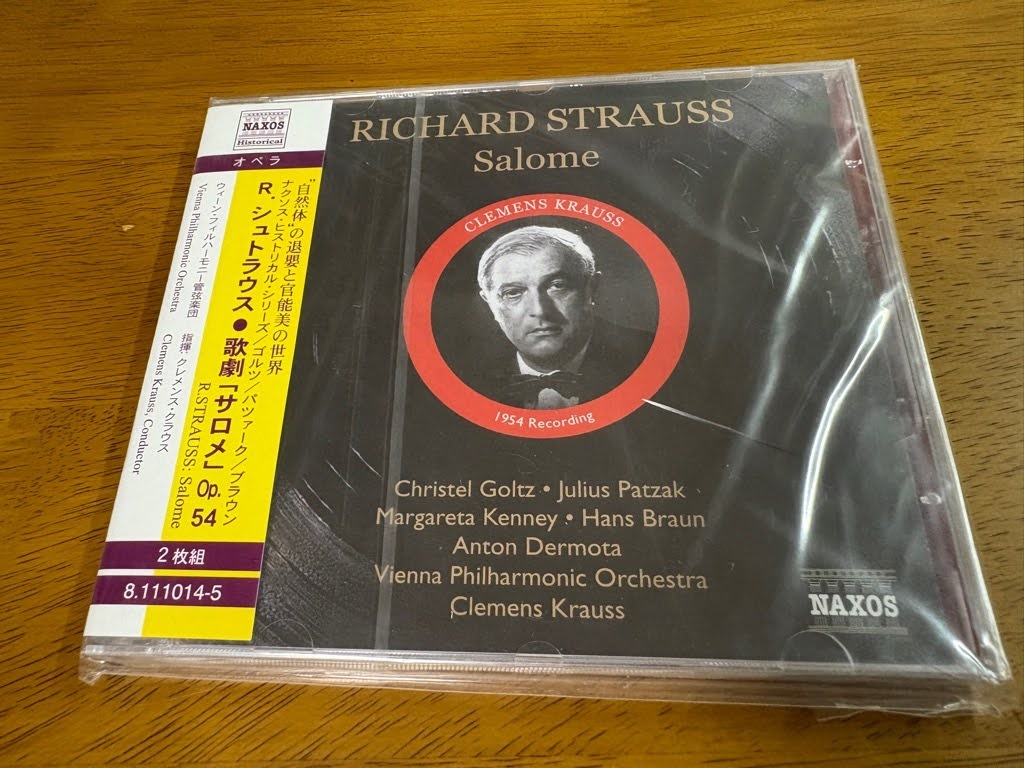 NAXOS
Historical
オペラ
"自然体"の退嬰と官能美の世界
ナクソス・ヒストリカル・シリーズ/ゴルツ/パツァーク/ブラウン
R. シュトラウス●歌劇「サロメ」Op. 54
R.STRAUSS: Salome
ウィーン・フィルハーモニー管弦楽団 指揮:クレメンス・クラウス
Vienna Philharmonic Orchestra Clemens Krauss, Conductor
2枚組
8.111014-5
RICHARD STRAUSS
Salome
CLEMENS KRAUSS
1954 Recording
Christel Goltz • Julius Patzak
Margareta Kenney • Hans Braun
Anton Dermota
Vienna Philharmonic Orchestra
Clemens Krauss
NAXOS